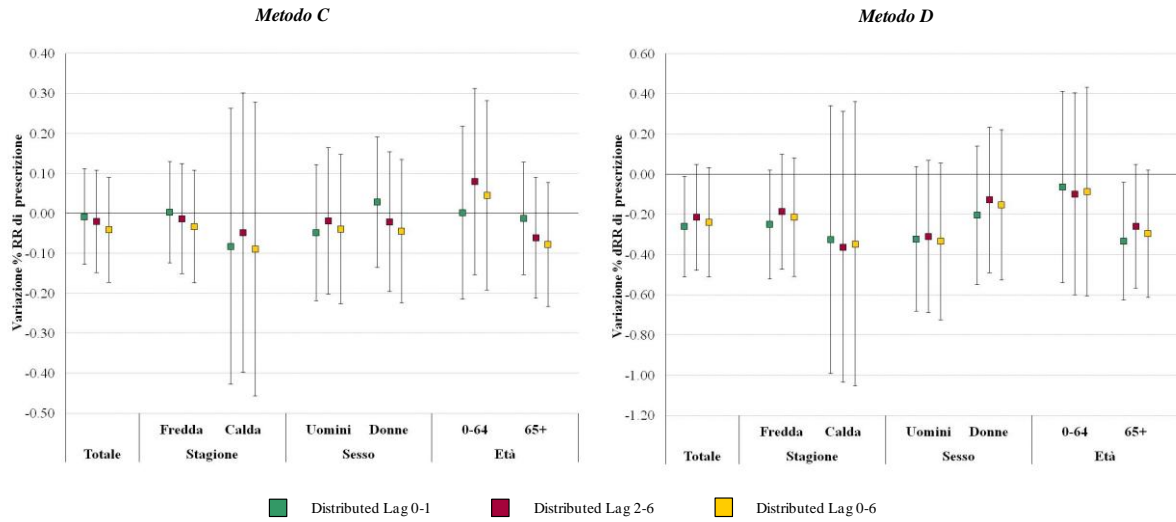 Metodo C
Variazione % RR di prescrizione
0.40
0.30
0.20
0.10
0.00
-0.10
-0.20
-0.30
-0.40
-0.50
Fredda Calda Uomini Donne 0-64 65+
Totale Stagione Sesso Età
Metodo D
Variazione % dRR di prescrizione
0.60
0.40
0.20
0.00
-0.20
-0.40
-0.60
-0.80
-1.00
-1.20
Fredda Calda Uomini Donne 0-64 65+
Totale Stagione Sesso Età
Distributed Lag 0-1 Distributed Lag 2-6 Distributed Lag 0-6